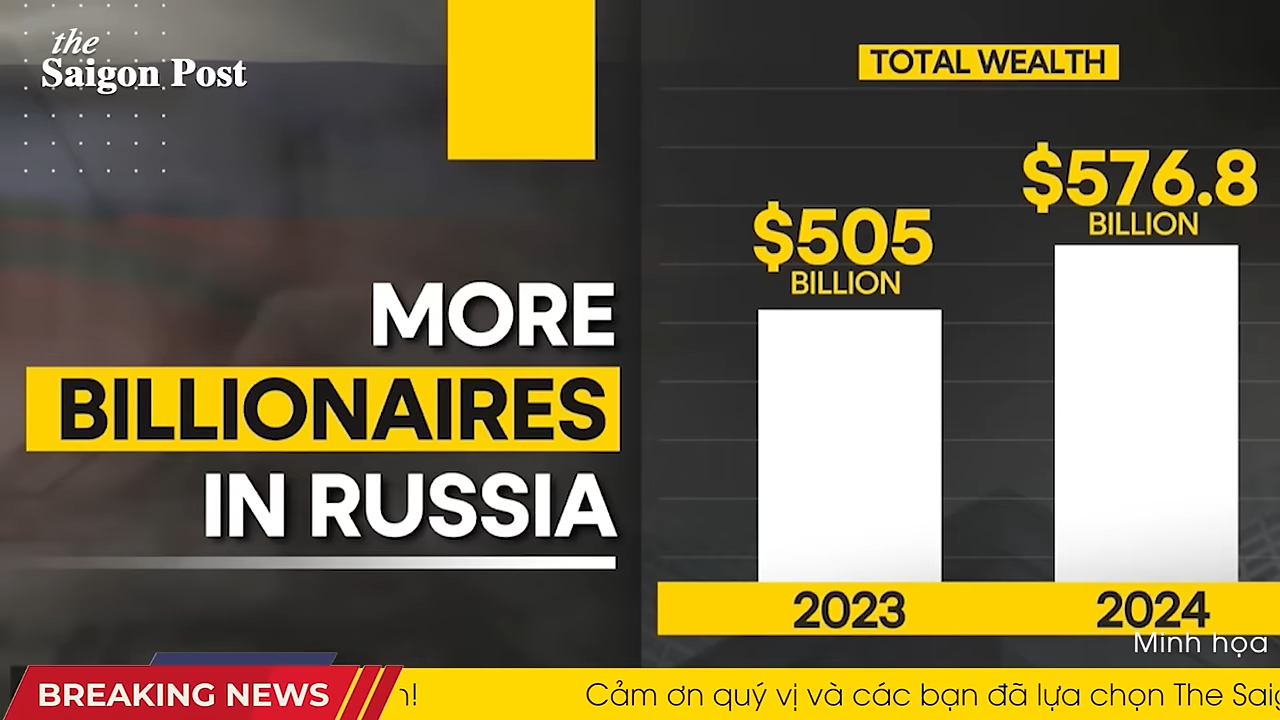 the
Saigon Post
MORE
BILLIONAIRES
IN RUSSIA
TOTAL WEALTH
$505
BILLION
$576.8
BILLION
2023
2024
Minh họa
BREAKING NEWS
n!
Cảm ơn quý vị và các bạn đã lựa chọn The Saig